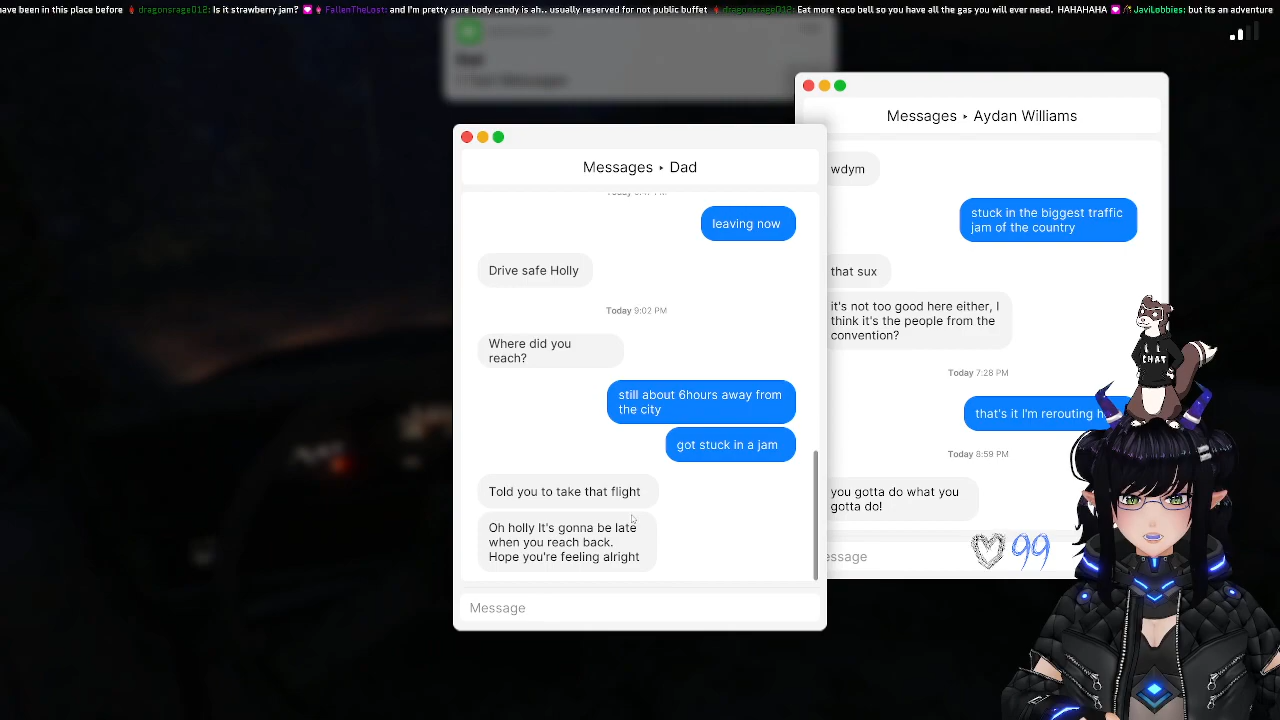 have been in this place before dragonsrage012: Is it strawberry jam? FallenTheLost: and I'm pretty sure body candy is ah.. usually reserved for not public buffet dragonsrage012: Eat more taco bell so you have all the gas you will ever need. HAHAHAHA JaviLobbies: but its an adventure
Messages ‣ Dad
leaving now
Drive safe Holly
Today 9:02 PM
Where did you
reach?
still about 6hours away from
the city
got stuck in a jam
Told you to take that flight
Oh holly It's gonna be late
when you reach back.
Hope you're feeling alright
Message
Messages ‣ Aydan Williams
wdym
stuck in the biggest traffic
jam of the country
that sux
it's not too good here either, I
think it's the people from the
convention?
Today 7:28 PM
that's it I'm rerouting
Today 8:59 PM
you gotta do what you
gotta do!
essage
99
CHAT